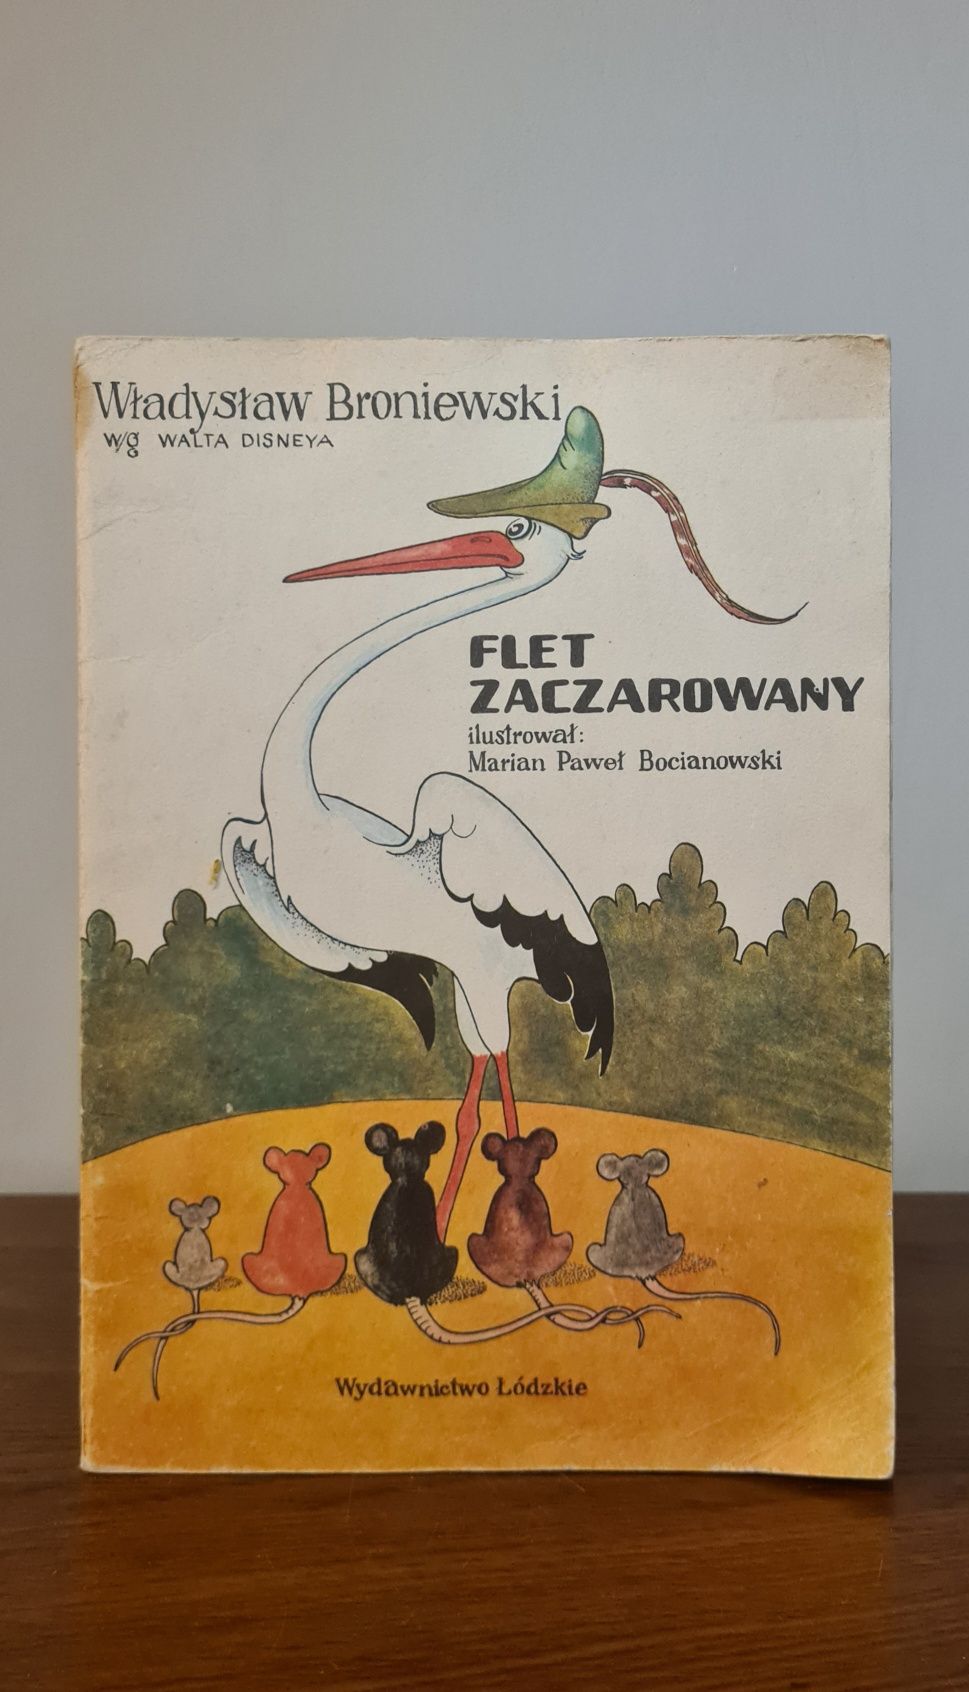 Władysław Broniewski
w/g WALTA DISNEYA
FLET
ZACZAROWANY
ilustrował:
Marian Paweł Bocianowski
Wydawnictwo Łódzkie